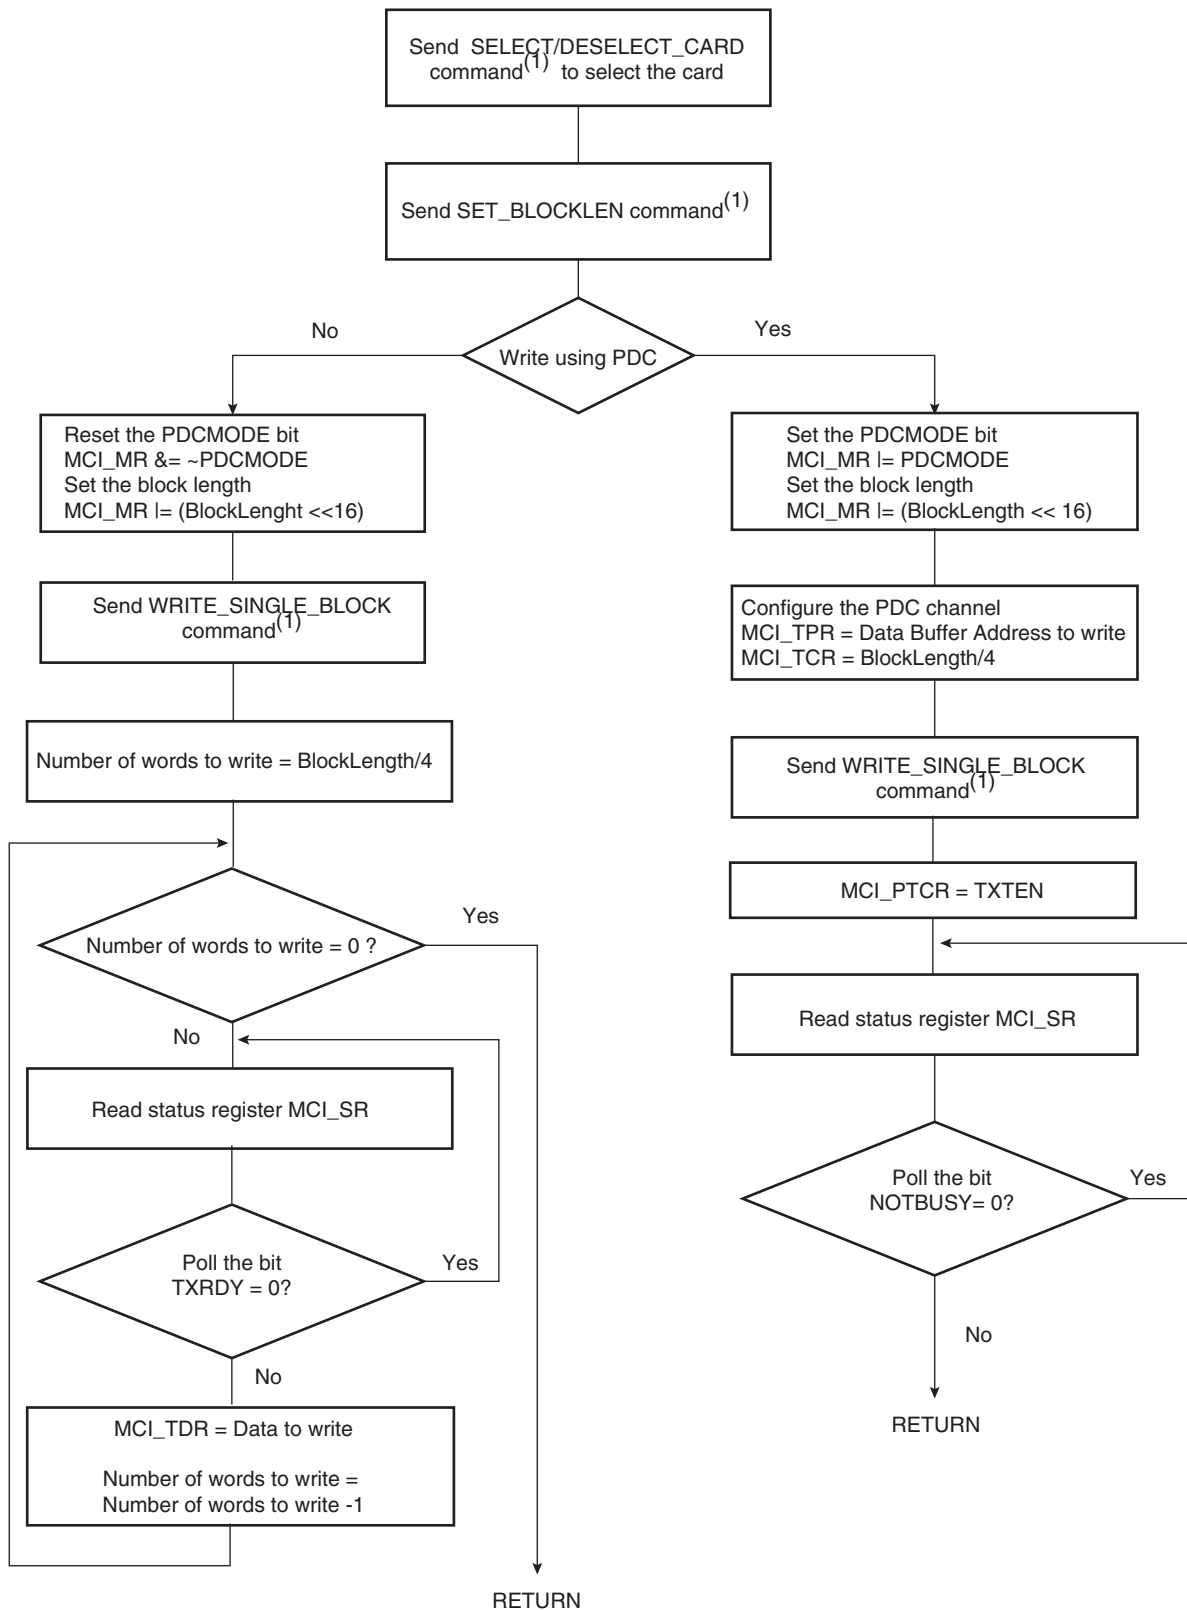 Send SELECT/DESELECT_CARD
command(1) to select the card
Send SET_BLOCKLEN command(1)
Write using PDC
No
Yes
Reset the PDCMODE bit
MCI_MR &= ~PDCMODE
Set the block length
MCI_MR |= (BlockLenght <<16)
Send WRITE_SINGLE_BLOCK
command(1)
Number of words to write = BlockLength/4
Number of words to write = 0 ?
Yes
No
Read status register MCI_SR
Poll the bit
TXRDY = 0?
Yes
No
MCI_TDR = Data to write
Number of words to write =
Number of words to write -1
RETURN
Set the PDCMODE bit
MCI_MR |= PDCMODE
Set the block length
MCI_MR |= (BlockLength << 16)
Configure the PDC channel
MCI_TPR = Data Buffer Address to write
MCI_TCR = BlockLength/4
Send WRITE_SINGLE_BLOCK
command(1)
MCI_PTCR = TXTEN
Read status register MCI_SR
Poll the bit
NOTBUSY= 0?
Yes
No
RETURN